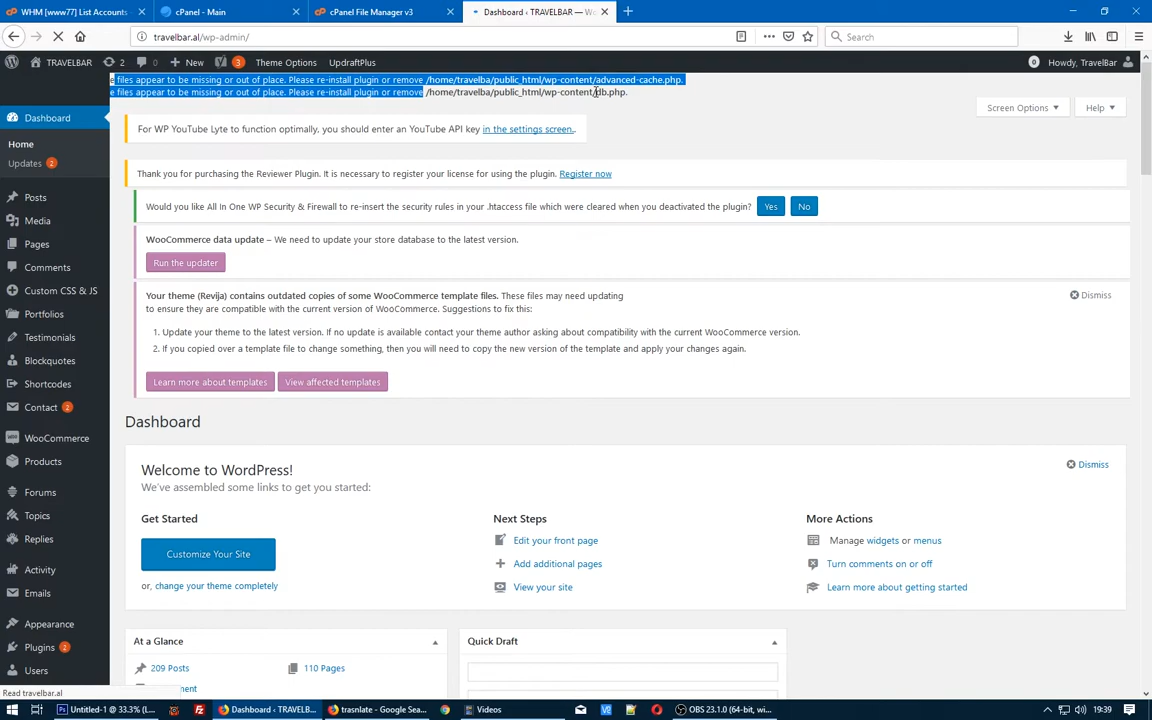 WHM [www77] List Accounts -
cPanel - Main
cPanel File Manager v3
Dashboard ‹ TRAVELBAR — Wo
travelbar.al/wp-admin/
Search
TRAVELBAR
2
0
New
3
Theme Options
UpdraftPlus
0
Howdy, TravelBar
e files appear to be missing or out of place. Please re-install plugin or remove /home/travelba/public_html/wp-content/advanced-cache.php.
e files appear to be missing or out of place. Please re-install plugin or remove /home/travelba/public_html/wp-content/db.php.
Screen Options
Help
Dashboard
Home
Updates 2
Posts
Media
Pages
Comments
Custom CSS & JS
Portfolios
Testimonials
Blockquotes
Shortcodes
Contact 2
WooCommerce
Products
Forums
Topics
Replies
Activity
Emails
Appearance
Plugins 2
Users
For WP YouTube Lyte to function optimally, you should enter an YouTube API key in the settings screen..
Thank you for purchasing the Reviewer Plugin. It is necessary to register your license for using the plugin. Register now
Would you like All In One WP Security & Firewall to re-insert the security rules in your .htaccess file which were cleared when you deactivated the plugin? Yes No
WooCommerce data update – We need to update your store database to the latest version.
Run the updater
Your theme (Revija) contains outdated copies of some WooCommerce template files. These files may need updating
to ensure they are compatible with the current version of WooCommerce. Suggestions to fix this:
Dismiss
1. Update your theme to the latest version. If no update is available contact your theme author asking about compatibility with the current WooCommerce version.
2. If you copied over a template file to change something, then you will need to copy the new version of the template and apply your changes again.
Learn more about templates
View affected templates
Dashboard
Welcome to WordPress!
Dismiss
We've assembled some links to get you started:
Get Started
Customize Your Site
or, change your theme completely
Next Steps
Edit your front page
Add additional pages
View your site
More Actions
Manage widgets or menus
Turn comments on or off
Learn more about getting started
At a Glance
209 Posts
110 Pages
Quick Draft
Read travelbar.al
Untitled-1 @ 33.3% (L...
Dashboard ‹ TRAVELB...
trasnlate - Google Sea...
Videos
OBS 23.1.0 (64-bit, wi...
19:39